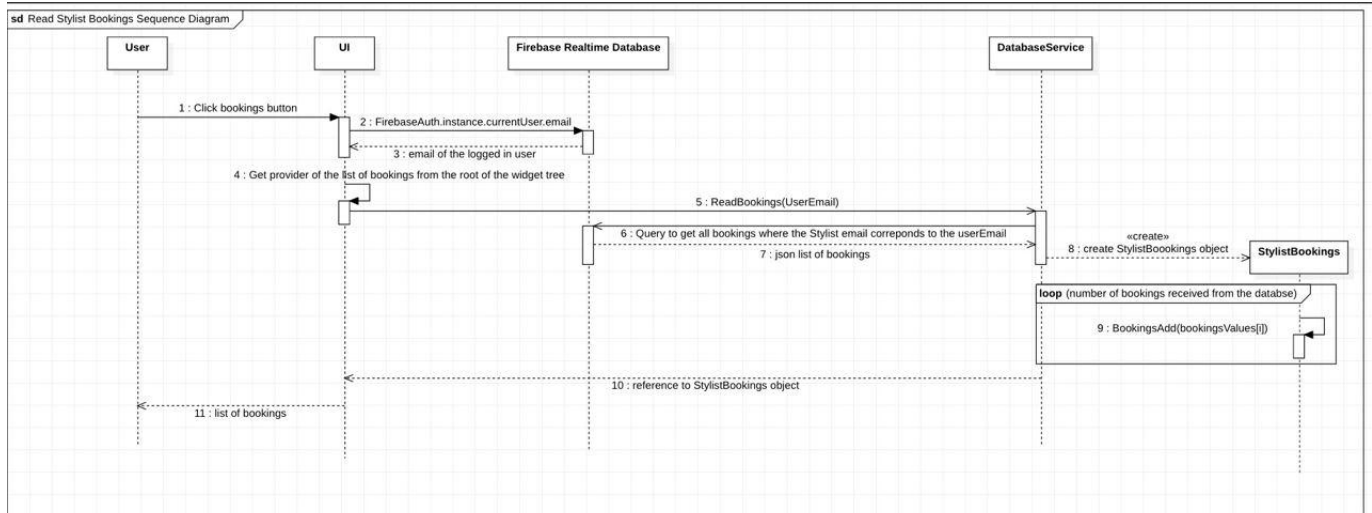 sd Read Stylist Bookings Sequence Diagram
User
UI
Firebase Realtime Database
DatabaseService
1 : Click bookings button
2 : FirebaseAuth.instance.currentUser.email
3 : email of the logged in user
4 : Get provider of the list of bookings from the root of the widget tree
5 : ReadBookings(UserEmail)
6 : Query to get all bookings where the Stylist email correponds to the userEmail
7 : json list of bookings
«create»
8 : create StylistBoookings object
StylistBookings
loop (number of bookings received from the databse)
9 : BookingsAdd(bookingsValues[i])
10 : reference to StylistBookings object
11 : list of bookings